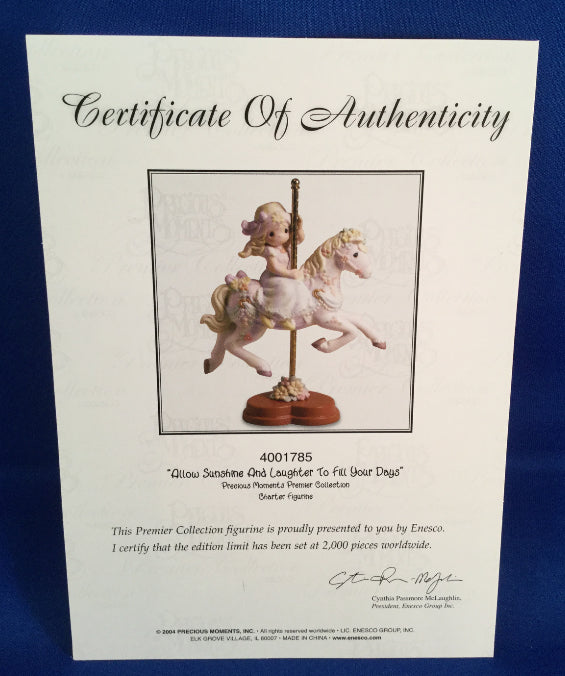 Certificate Of Authenticity
4001785
"Allow Sunshine And Laughter To Fill Your Days"
Precious Moments Premier Collection
Charter Figurine
This Premier Collection figurine is proudly presented to you by Enesco.
I certify that the edition limit has been set at 2,000 pieces worldwide.
Cynthia Passmore McLaughlin,
President, Enesco Group Inc.
© 2004 PRECIOUS MOMENTS, INC. • All rights reserved worldwide • LIC. ENESCO GROUP, INC.
ELK GROVE VILLAGE, IL 60007 • MADE IN CHINA • www.enesco.com